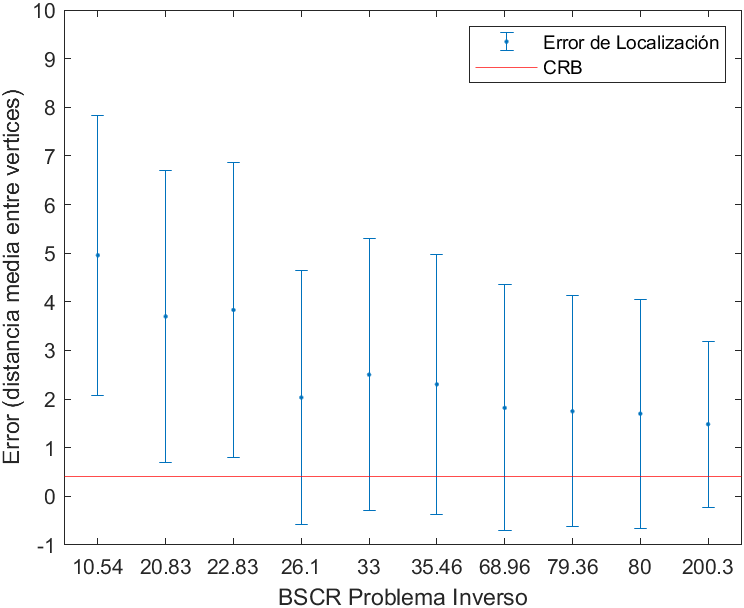 10
9
8
7
6
5
4
3
2
1
0
-1
Error (distancia media entre vertices)
Error de Localización
CRB
10.54 20.83 22.83 26.1 33 35.46 68.96 79.36 80 200.3
BSCR Problema Inverso